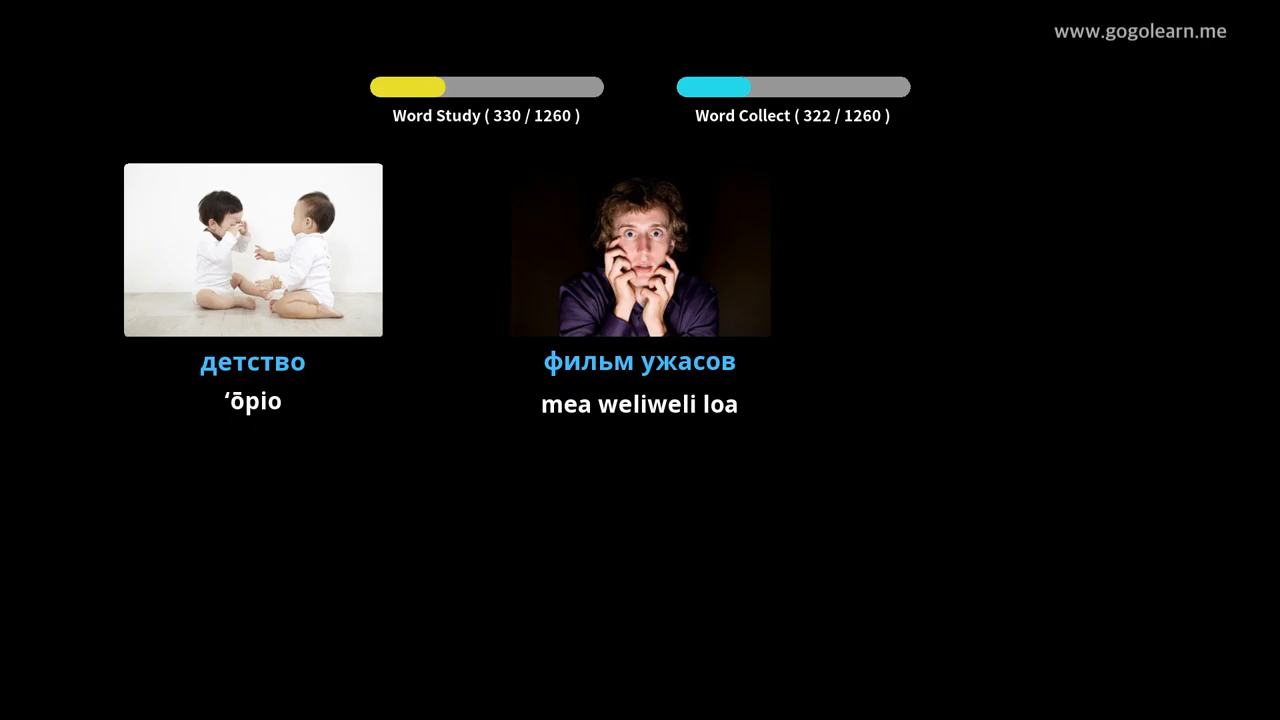 www.gogolearn.me
Word Study ( 330 / 1260 )
Word Collect ( 322 / 1260 )
детство
ʻōpio
фильм ужасов
mea weliweli loa